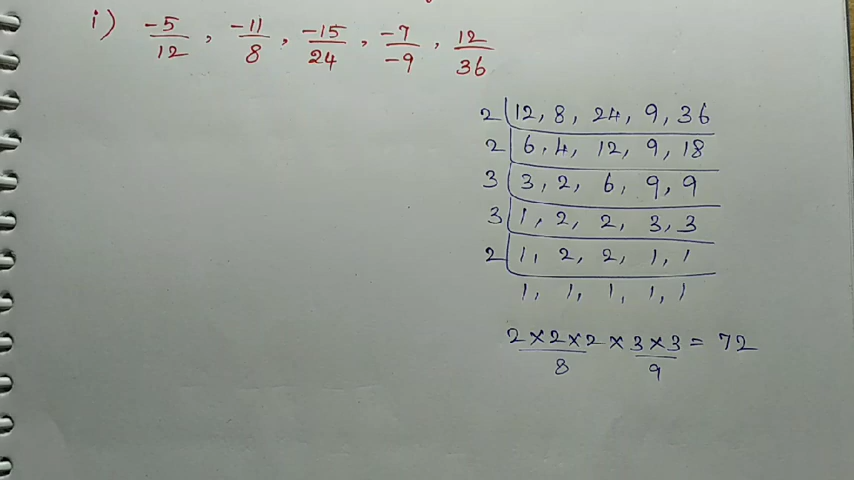 i) -5/12, -11/8, -15/24, -7/-9, 12/36
2 | 12, 8, 24, 9, 36
2 | 6, 4, 12, 9, 18
3 | 3, 2, 6, 9, 9
3 | 1, 2, 2, 3, 3
2 | 1, 2, 2, 1, 1
1, 1, 1, 1, 1
2 × 2 × 2 × 3 × 3 = 72
8 9